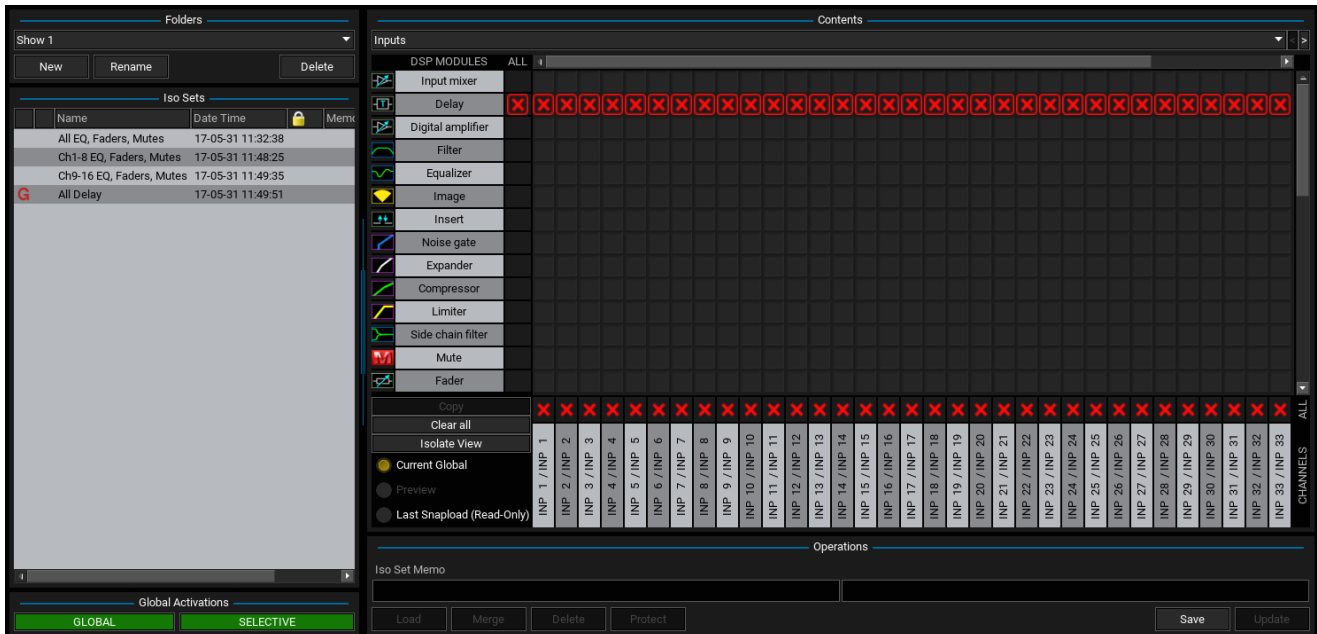 Folders
Show 1
New Rename Delete
Iso Sets
Name Date Time Memo
All EQ, Faders, Mutes 17-05-31 11:32:38
Ch1-8 EQ, Faders, Mutes 17-05-31 11:48:25
Ch9-16 EQ, Faders, Mutes 17-05-31 11:49:35
G All Delay 17-05-31 11:49:51
Global Activations
GLOBAL SELECTIVE
Contents
Inputs < >
DSP MODULES ALL
Input mixer
T Delay
Digital amplifier
Filter
Equalizer
Image
Insert
Noise gate
Expander
Compressor
Limiter
Side chain filter
M Mute
Fader
Copy
Clear all
Isolate View
Current Global
Preview
Last Snapload (Read-Only)
INP 1 / INP 1
INP 2 / INP 2
INP 3 / INP 3
INP 4 / INP 4
INP 5 / INP 5
INP 6 / INP 6
INP 7 / INP 7
INP 8 / INP 8
INP 9 / INP 9
INP 10 / INP 10
INP 11 / INP 11
INP 12 / INP 12
INP 13 / INP 13
INP 14 / INP 14
INP 15 / INP 15
INP 16 / INP 16
INP 17 / INP 17
INP 18 / INP 18
INP 19 / INP 19
INP 20 / INP 20
INP 21 / INP 21
INP 22 / INP 22
INP 23 / INP 23
INP 24 / INP 24
INP 25 / INP 25
INP 26 / INP 26
INP 27 / INP 27
INP 28 / INP 28
INP 29 / INP 29
INP 30 / INP 30
INP 31 / INP 31
INP 32 / INP 32
INP 33 / INP 33
CHANNELS ALL
Operations
Iso Set Memo
Load Merge Delete Protect Save Update